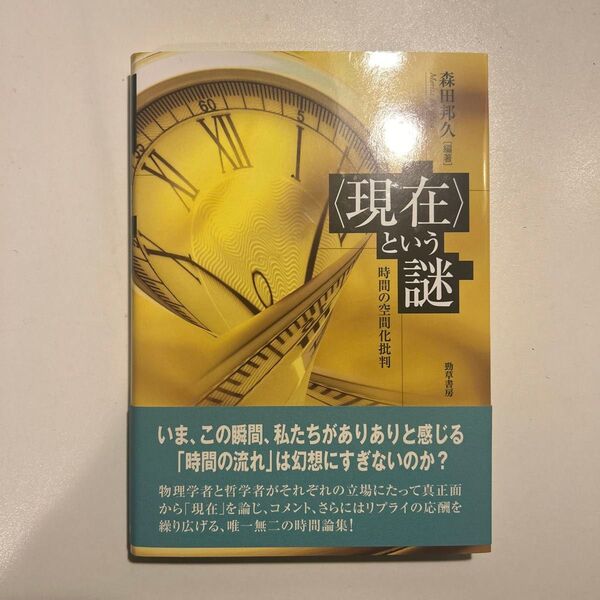 森田邦久［編著］
〈現在〉
という
謎
時間の空間化批判
勁草書房
60
5
55
XII
XI
I
X
いま、この瞬間、私たちがありありと感じる
「時間の流れ」は幻想にすぎないのか？
物理学者と哲学者がそれぞれの立場にたって真正面
から「現在」を論じ、コメント、さらにはリプライの応酬を
繰り広げる、唯一無二の時間論集！